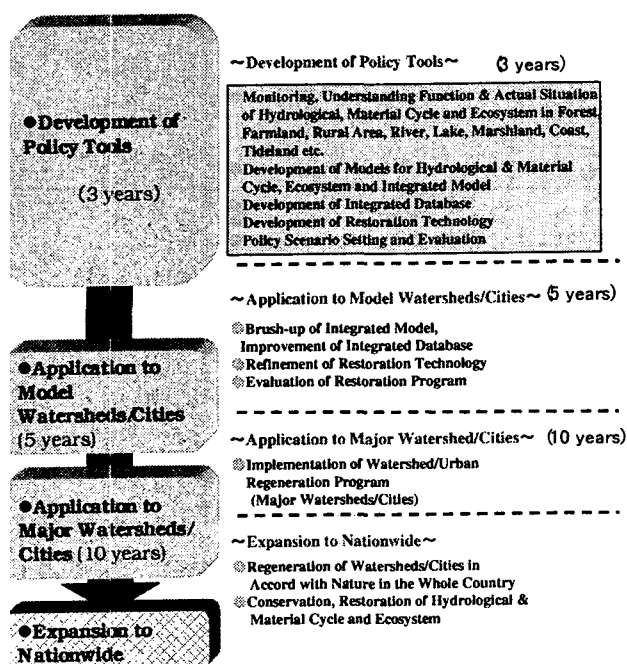 ●Development of
Policy Tools
(3 years)
●Application to
Model
Watersheds/Cities
(5 years)
●Application to
Major Watersheds/
Cities (10 years)
●Expansion to
Nationwide
~Development of Policy Tools~ (3 years)
Monitoring, Understanding Function & Actual Situation
of Hydrological, Material Cycle and Ecosystem in Forest,
Farmland, Rural Area, River, Lake, Marshland, Coast,
Tideland etc.
Development of Models for Hydrological & Material
Cycle, Ecosystem and Integrated Model
Development of Integrated Database
Development of Restoration Technology
Policy Scenario Setting and Evaluation
~Application to Model Watersheds/Cities~ (5 years)
Brush-up of Integrated Model,
Improvement of Integrated Database
Refinement of Restoration Technology
Evaluation of Restoration Program
~Application to Major Watershed/Cities~ (10 years)
Implementation of Watershed/Urban
Regeneration Program
(Major Watersheds/Cities)
~Expansion to Nationwide~
Regeneration of Watersheds/Cities in
Accord with Nature in the Whole Country
Conservation, Restoration of Hydrological &
Material Cycle and Ecosystem